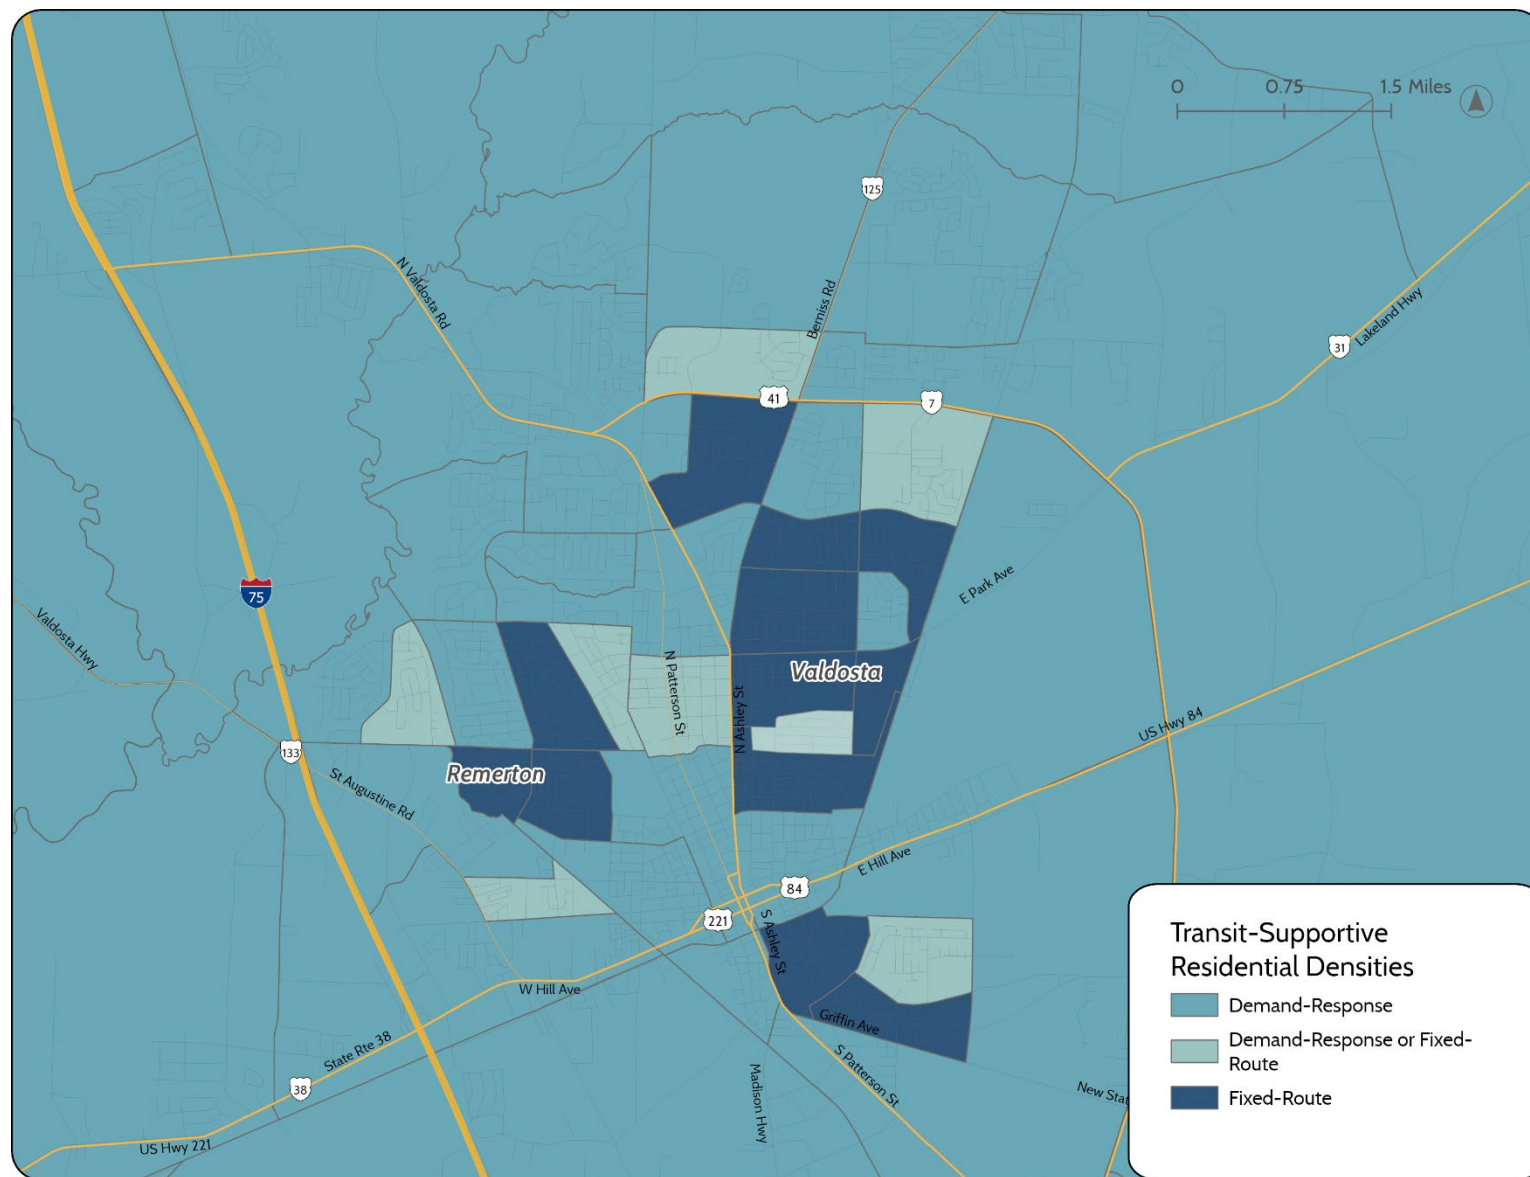 0 0.75 1.5 Miles
125
N Valdosta Rd
Bemiss Rd
Lakeland Hwy
31
41
7
75
E Park Ave
Valdosta Hwy
N Patterson St
Valdosta
N Ashley St
US Hwy 84
133
Remerton
St Augustine Rd
E Hill Ave
84
221
S Ashley St
W Hill Ave
Griffin Ave
State Rte 38
S Patterson St
38
Madison Hwy
New Stat
US Hwy 221
Transit-Supportive
Residential Densities
Demand-Response
Demand-Response or Fixed-
Route
Fixed-Route